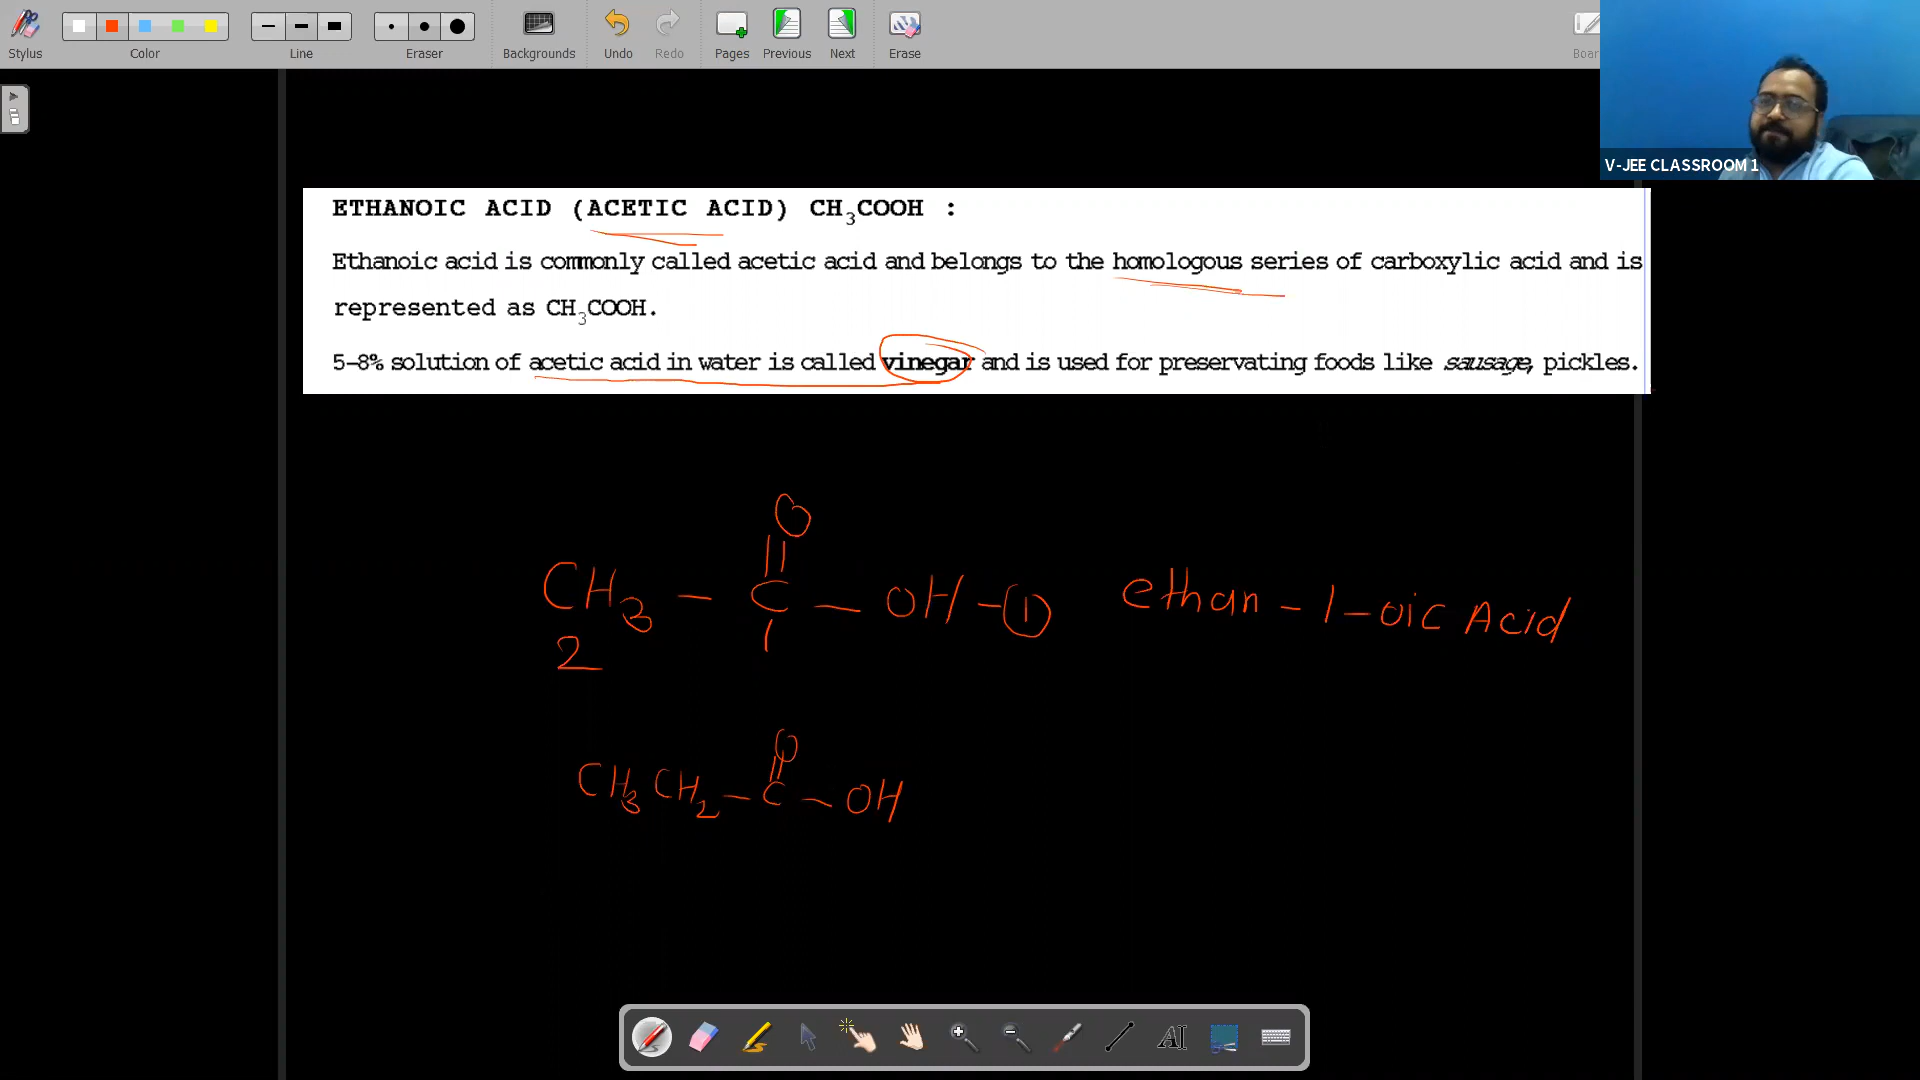 Stylus Color Line Eraser Backgrounds Undo Redo Pages Previous Next Erase Boar
V-JEE CLASSROOM 1
ETHANOIC ACID (ACETIC ACID) CH₃COOH :
Ethanoic acid is commonly called acetic acid and belongs to the homologous series of carboxylic acid and is
represented as CH₃COOH.
5–8% solution of acetic acid in water is called vinegar and is used for preservating foods like sausage, pickles.
O
||
CH₃ – C – OH – ① ethan – 1 – oic Acid
2
O
||
CH₃CH₂ – C – OH